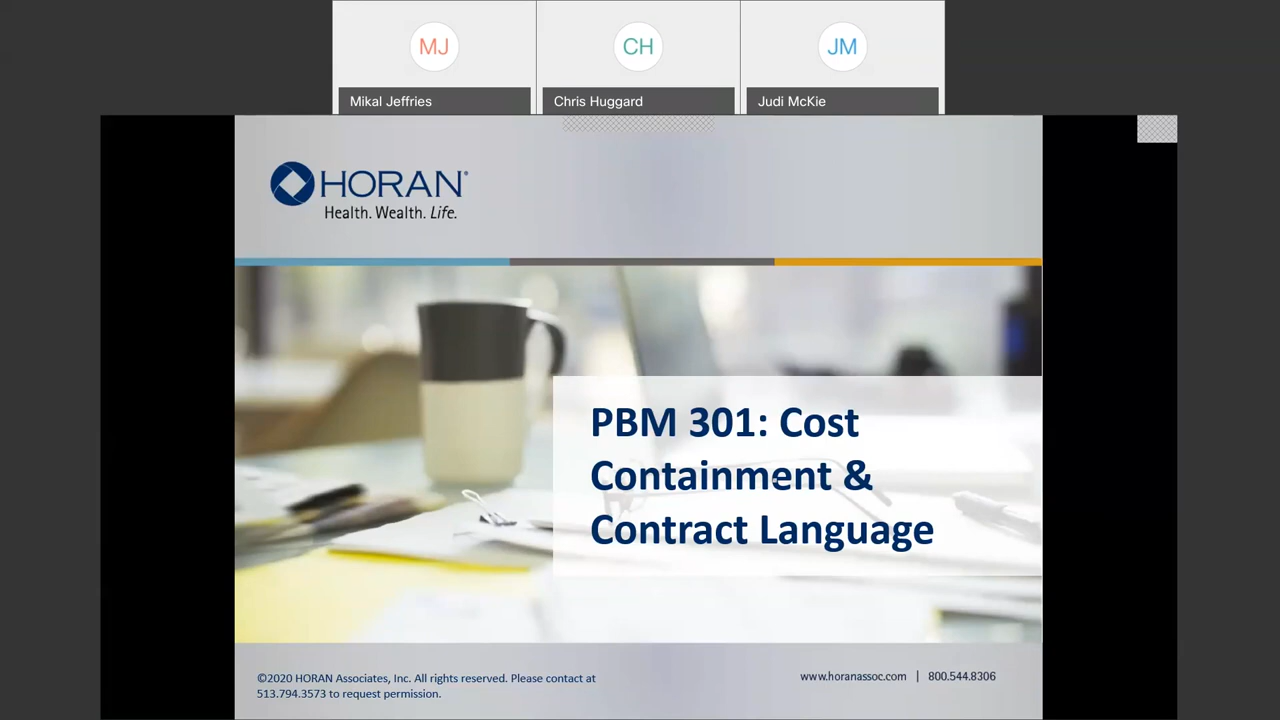 MJ
CH
JM
Mikal Jeffries
Chris Huggard
Judi McKie
HORAN®
Health. Wealth. Life.
PBM 301: Cost
Containment &
Contract Language
©2020 HORAN Associates, Inc. All rights reserved. Please contact at
513.794.3573 to request permission.
www.horanassoc.com | 800.544.8306